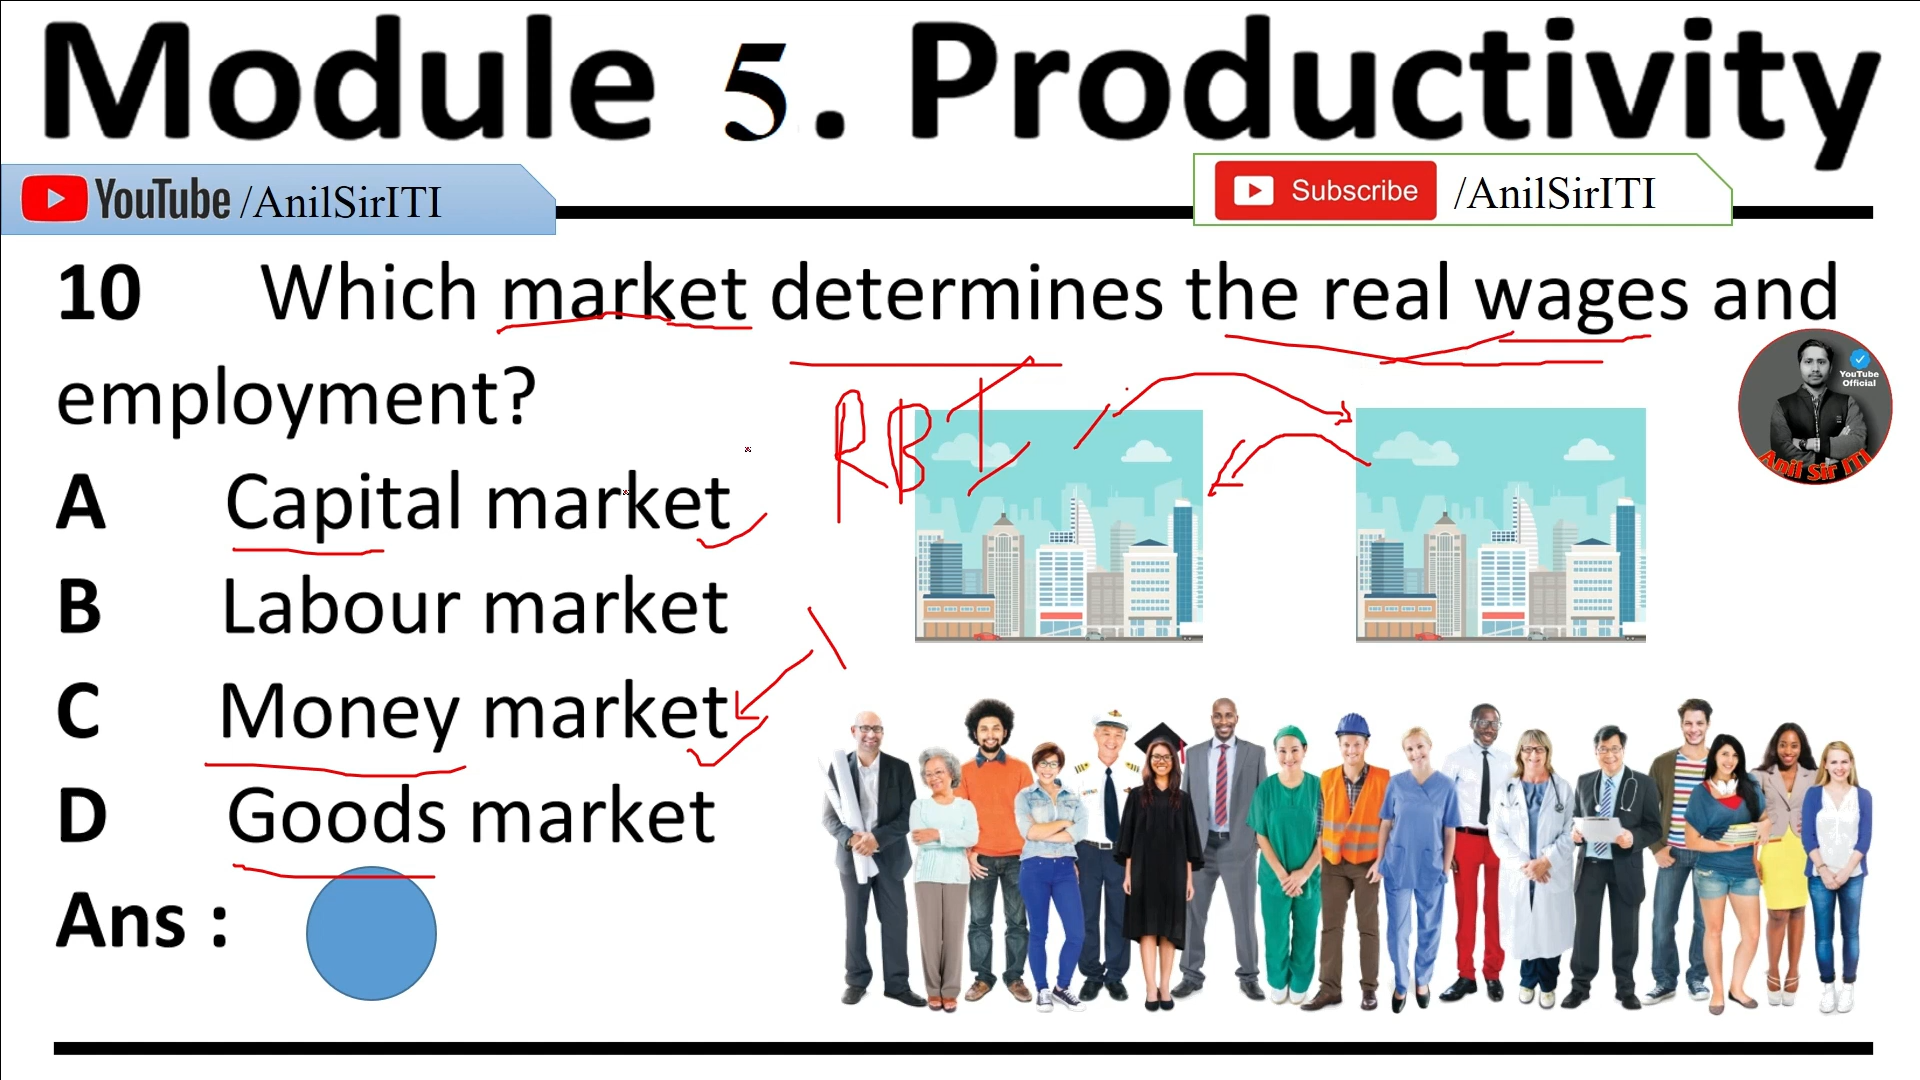 Module 5. Productivity
YouTube /AnilSirITI
Subscribe /AnilSirITI
10 Which market determines the real wages and
employment?
YouTube
Official
Anil Sir ITI
RBI
A Capital market
B Labour market
C Money market
D Goods market
Ans :